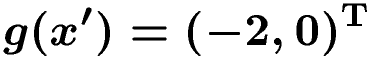 g(x′) = (−2, 0)ᵀ